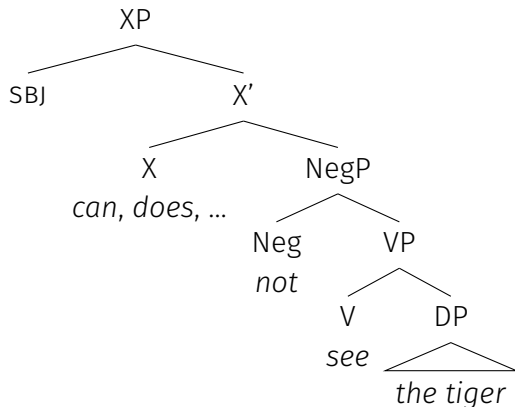 XP
SBJ X'
X NegP
can, does, ...
Neg VP
not
V DP
see
the tiger